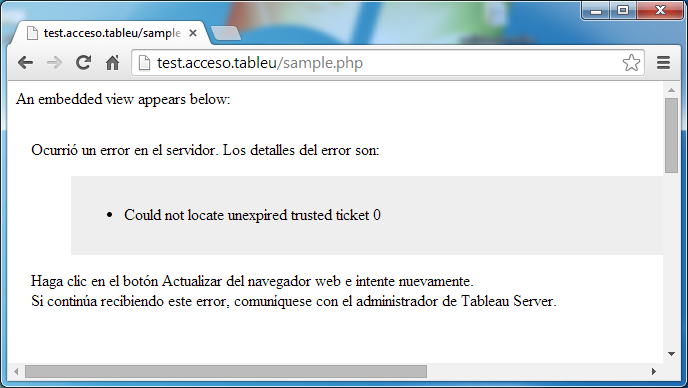 test.acceso.tableu/sample
test.acceso.tableu/sample.php
An embedded view appears below:
Ocurrió un error en el servidor. Los detalles del error son:
• Could not locate unexpired trusted ticket 0
Haga clic en el botón Actualizar del navegador web e intente nuevamente.
Si continúa recibiendo este error, comuníquese con el administrador de Tableau Server.